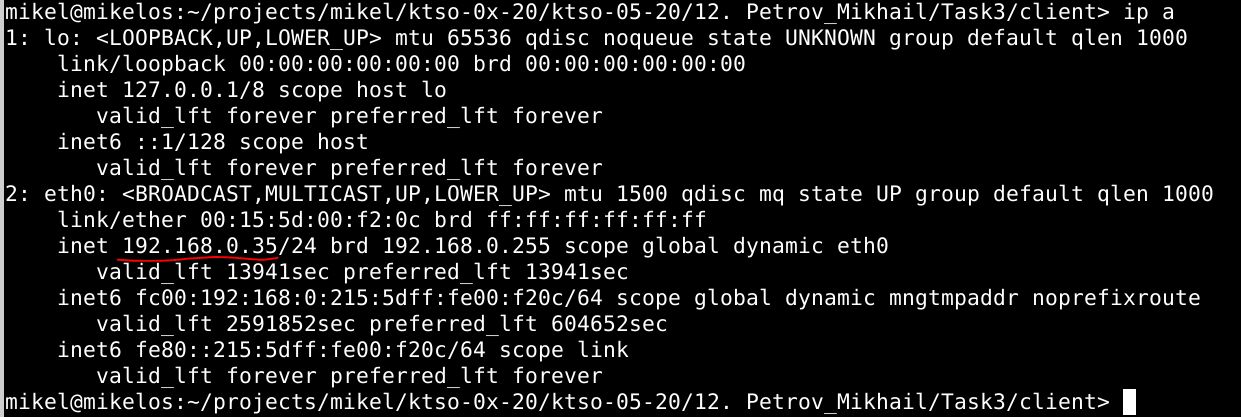 mikel@mikelos:~/projects/mikel/ktso-0x-20/ktso-05-20/12. Petrov_Mikhail/Task3/client> ip a
1: lo: <LOOPBACK,UP,LOWER_UP> mtu 65536 qdisc noqueue state UNKNOWN group default qlen 1000
    link/loopback 00:00:00:00:00:00 brd 00:00:00:00:00:00
    inet 127.0.0.1/8 scope host lo
       valid_lft forever preferred_lft forever
    inet6 ::1/128 scope host
       valid_lft forever preferred_lft forever
2: eth0: <BROADCAST,MULTICAST,UP,LOWER_UP> mtu 1500 qdisc mq state UP group default qlen 1000
    link/ether 00:15:5d:00:f2:0c brd ff:ff:ff:ff:ff:ff
    inet 192.168.0.35/24 brd 192.168.0.255 scope global dynamic eth0
       valid_lft 13941sec preferred_lft 13941sec
    inet6 fc00:192:168:0:215:5dff:fe00:f20c/64 scope global dynamic mngtmpaddr noprefixroute
       valid_lft 2591852sec preferred_lft 604652sec
    inet6 fe80::215:5dff:fe00:f20c/64 scope link
       valid_lft forever preferred_lft forever
mikel@mikelos:~/projects/mikel/ktso-0x-20/ktso-05-20/12. Petrov_Mikhail/Task3/client>